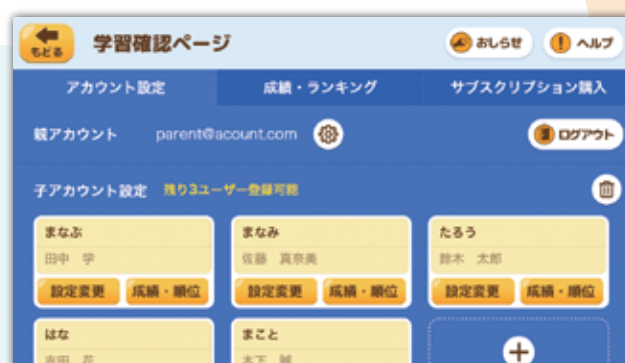 もどる
学習確認ページ
おしらせ
ヘルプ
アカウント設定
成績・ランキング
サブスクリプション購入
親アカウント parent@acount.com
ログアウト
子アカウント設定 残り3ユーザー登録可能
まなぶ
田中 学
設定変更 成績・順位
まなみ
佐藤 真奈美
設定変更 成績・順位
たろう
鈴木 太郎
設定変更 成績・順位
はな
吉田 花
まこと
木下 誠